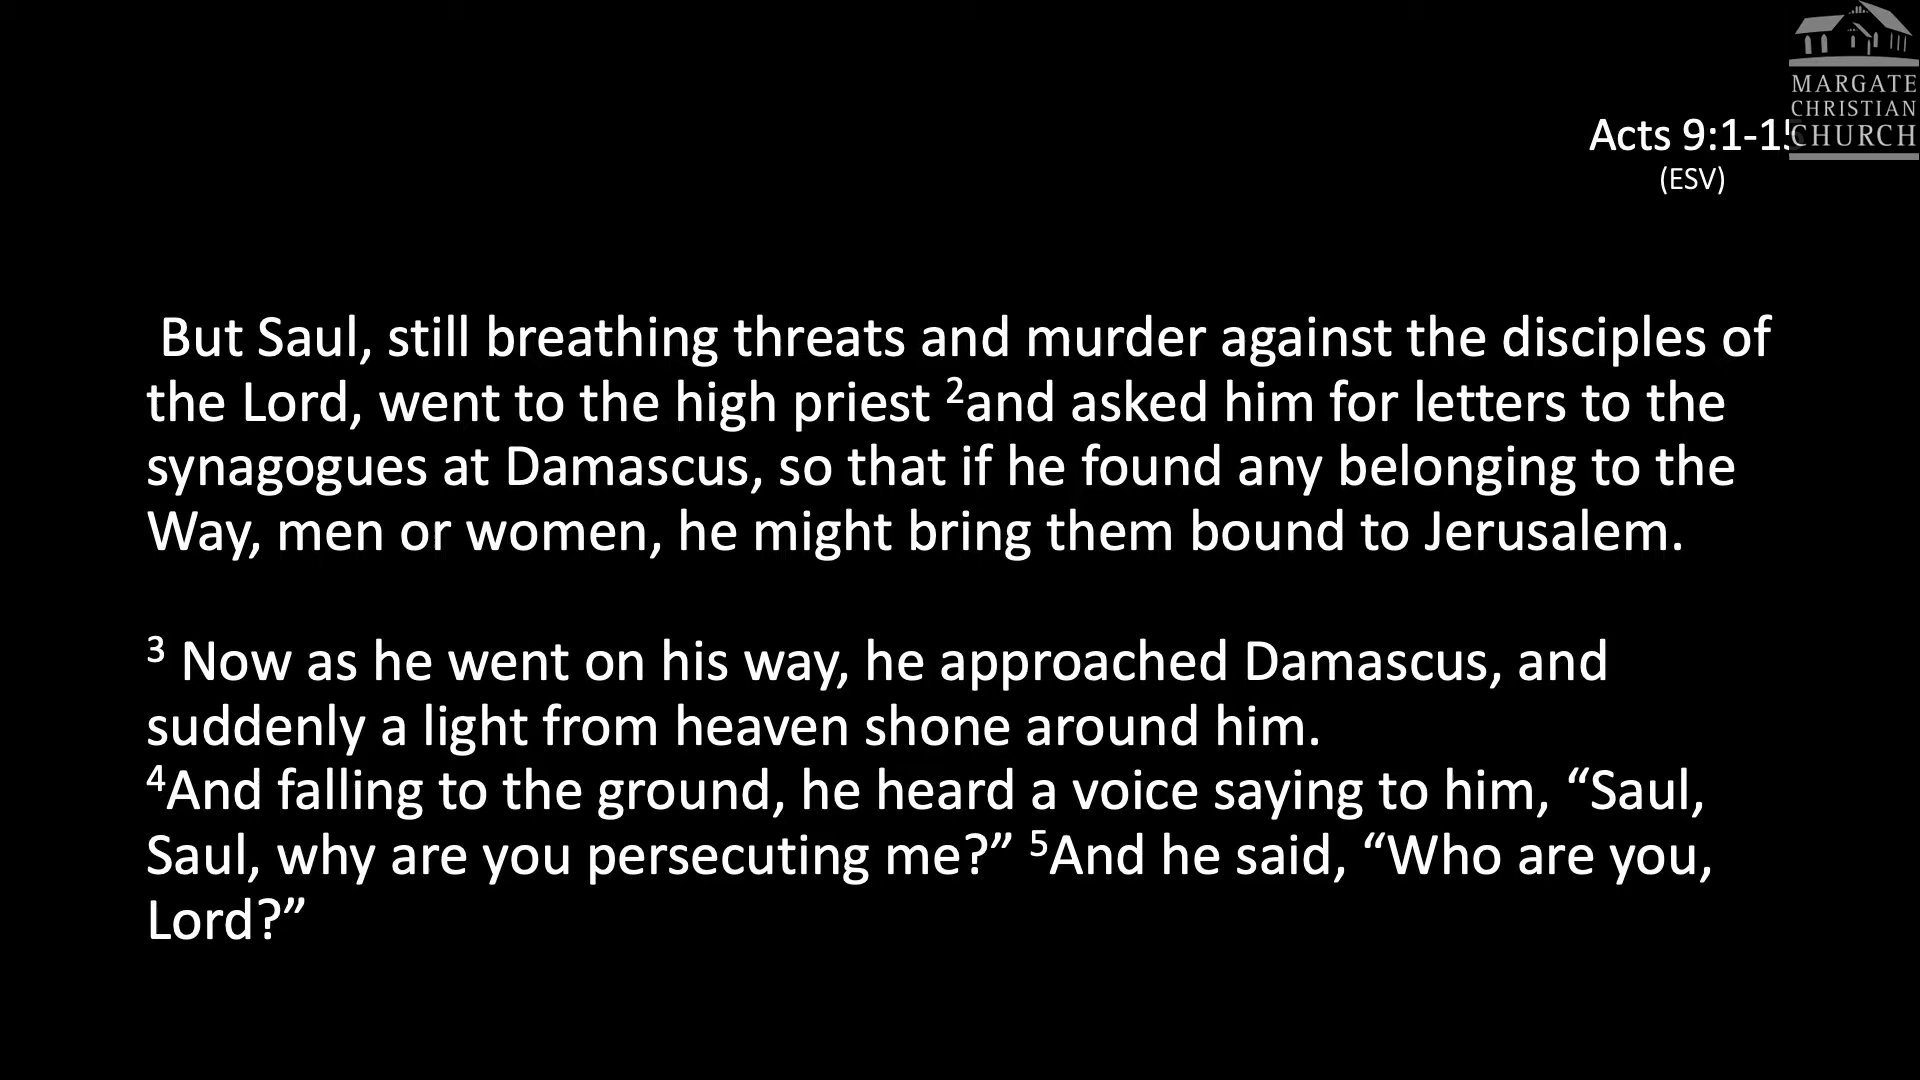 MARGATE
CHRISTIAN
CHURCH
Acts 9:1-15
(ESV)
But Saul, still breathing threats and murder against the disciples of
the Lord, went to the high priest ²and asked him for letters to the
synagogues at Damascus, so that if he found any belonging to the
Way, men or women, he might bring them bound to Jerusalem.
³ Now as he went on his way, he approached Damascus, and
suddenly a light from heaven shone around him.
⁴And falling to the ground, he heard a voice saying to him, “Saul,
Saul, why are you persecuting me?” ⁵And he said, “Who are you,
Lord?”